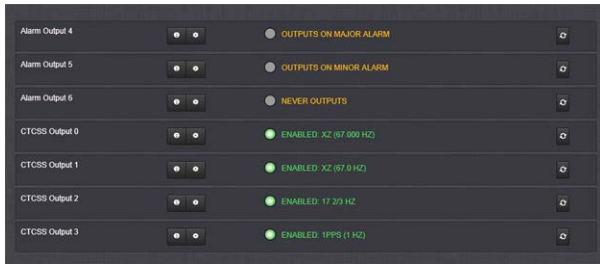 Alarm Output 4 OUTPUTS ON MAJOR ALARM
Alarm Output 5 OUTPUTS ON MINOR ALARM
Alarm Output 6 NEVER OUTPUTS
CTCSS Output 0 ENABLED: XZ (67.000 HZ)
CTCSS Output 1 ENABLED: XZ (67.0 HZ)
CTCSS Output 2 ENABLED: 17 2/3 HZ
CTCSS Output 3 ENABLED: 1PPS (1 HZ)